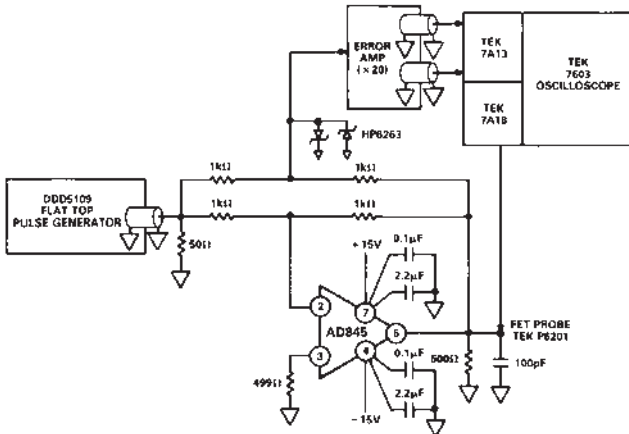 ERROR
AMP
(×20)
TEK
7A13
TEK
7603
OSCILLOSCOPE
TEK
7A18
HP6263
1kΩ
1kΩ
DDD5109
FLAT TOP
PULSE GENERATOR
1kΩ
1kΩ
50Ω
+15V
0.1µF
2.2µF
2
7
AD845
6
FET PROBE
TEK P6201
3
4
0.1µF
500Ω
100pF
499Ω
2.2µF
−15V